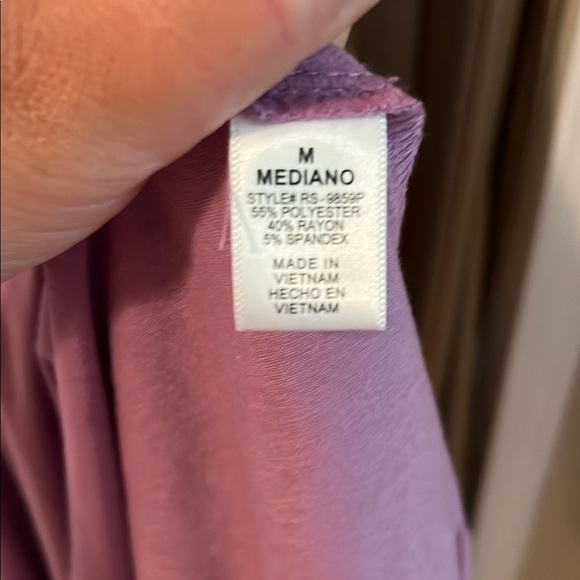 M
MEDIANO
STYLE# RS-9859P
55% POLYESTER
40% RAYON
5% SPANDEX
MADE IN
VIETNAM
HECHO EN
VIETNAM